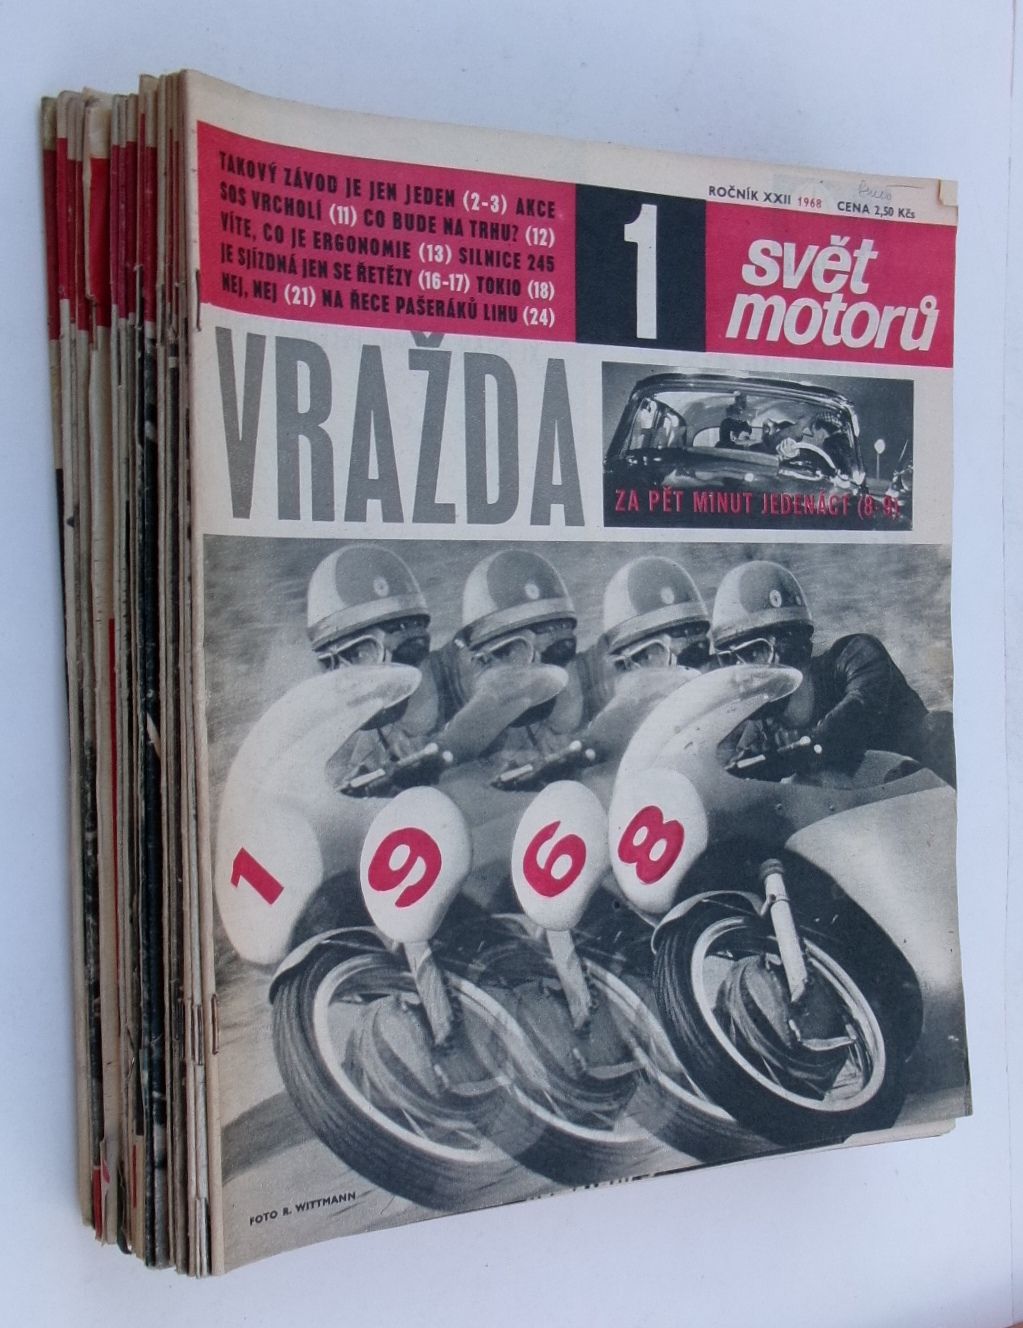 TAKOVÝ ZÁVOD JE JEN JEDEN (2-3) AKCE
SOS VRCHOLÍ (11) CO BUDE NA TRHU? (12)
VÍTE, CO JE ERGONOMIE (13) SILNICE 245
JE SJÍZDNÁ JEN SE ŘETĚZY (16-17) TOKIO (18)
NEJ, NEJ (21) NA ŘECE PAŠERÁKŮ LIHU (24)
1
ROČNÍK XXII 1968 CENA 2,50 Kčs
svět
motorů
VRAŽDA
ZA PĚT MINUT JEDENÁCT (8-9)
1 9 6 8
FOTO R. WITTMANN